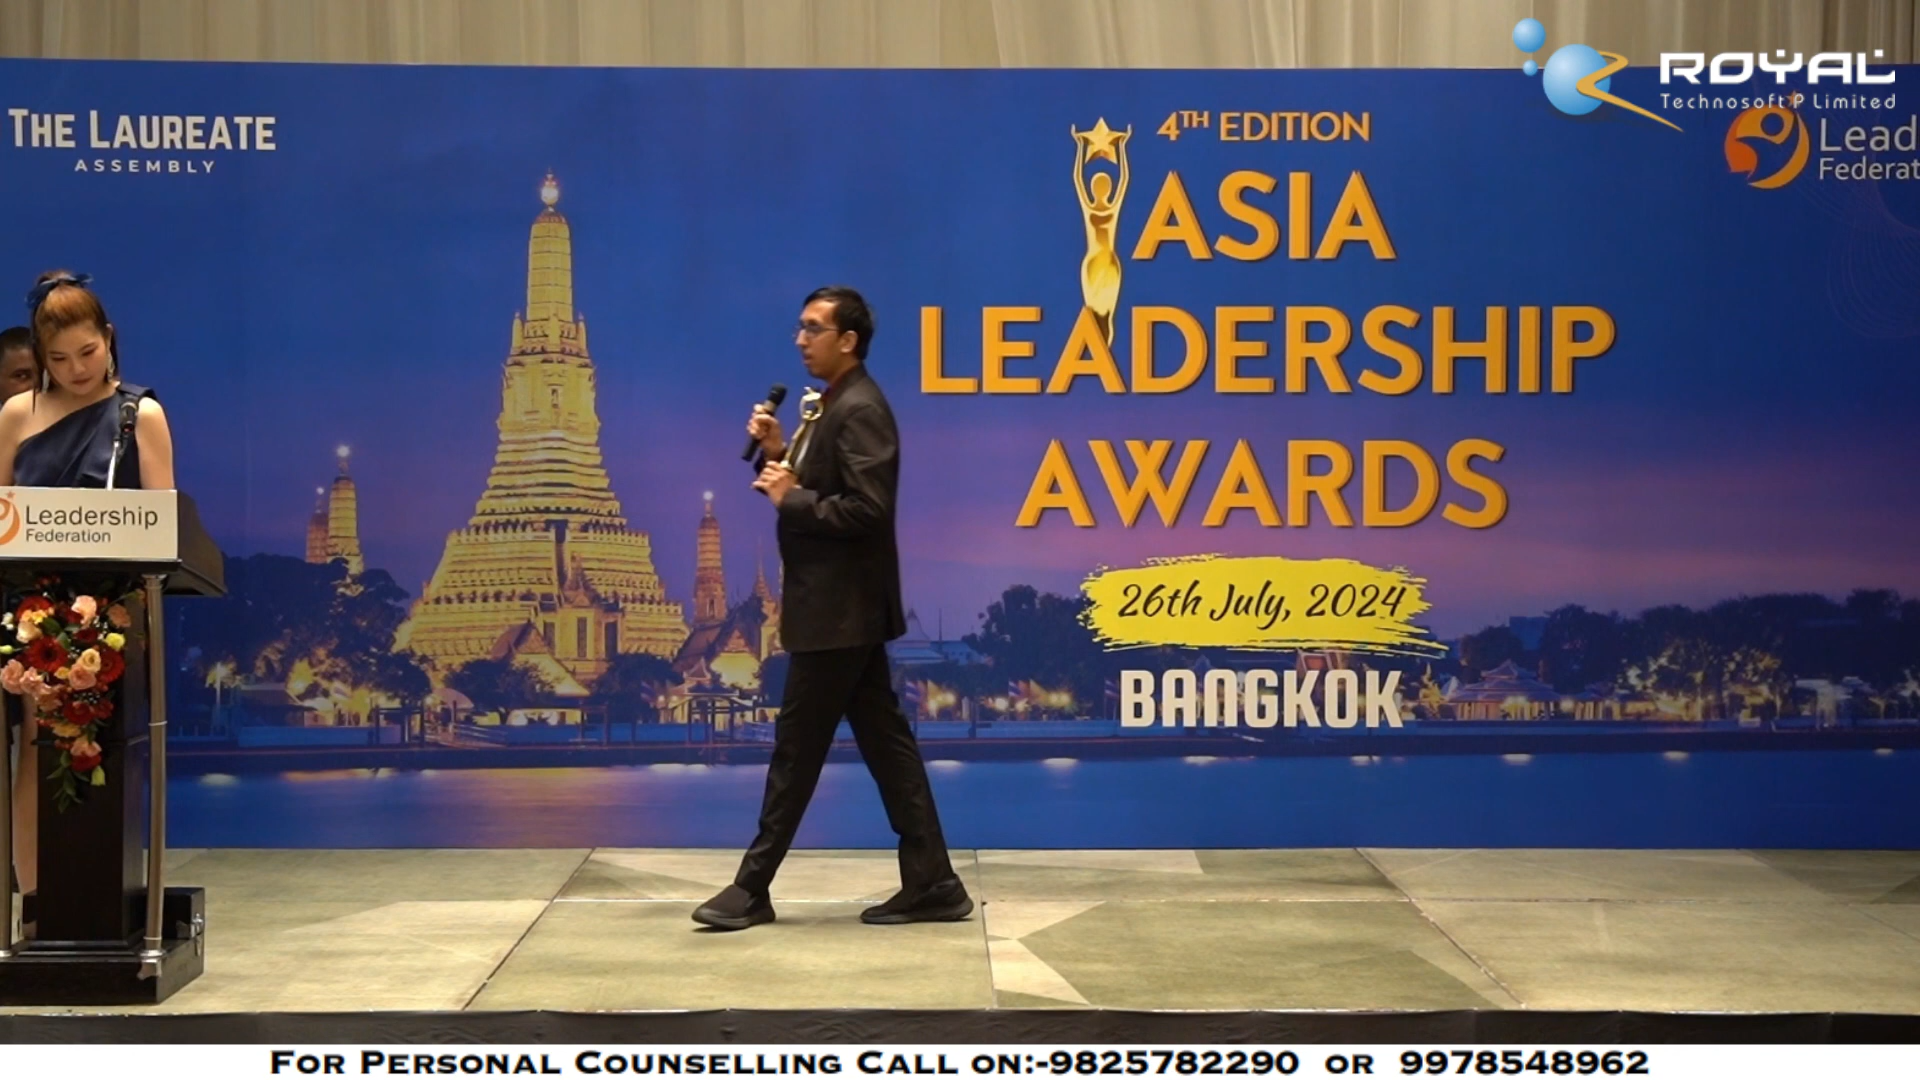 THE LAUREATE
ASSEMBLY
4TH EDITION
ASIA
LEADERSHIP
AWARDS
26th July, 2024
BANGKOK
ROYAL
Technosoft P Limited
Lead
Federat
Leadership
Federation
FOR PERSONAL COUNSELLING CALL ON:-9825782290 OR 9978548962